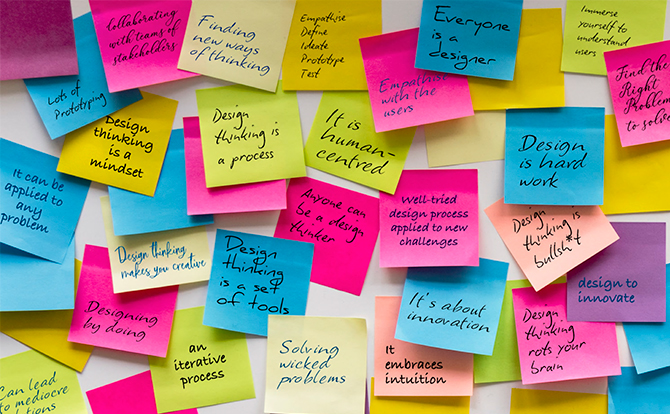 Collaborating
with teams of
stakeholders
Finding
new ways
of thinking
Empathise
Define
Ideate
Prototype
Test
Everyone
is a
designer
Immerse
yourself to
understand
users
Lots of
Prototyping
Empathise
with the
users
Find the
Right
Problem
to solve
Design
thinking
is a
mindset
Design
thinking is
a process
It is
human-
centred
Design
is hard
work
It can be
applied to
any
problem
Anyone can
be a design
thinker
Well-tried
design process
applied to new
challenges
Design
thinking is
bullsh*t
Design thinking
makes you creative
Design
thinking
is a set
of tools
design to
innovate
Designing
by doing
It's about
innovation
Design
thinking
rots your
brain
an
iterative
process
Solving
wicked
problems
It
embraces
intuition
Can lead
to mediocre